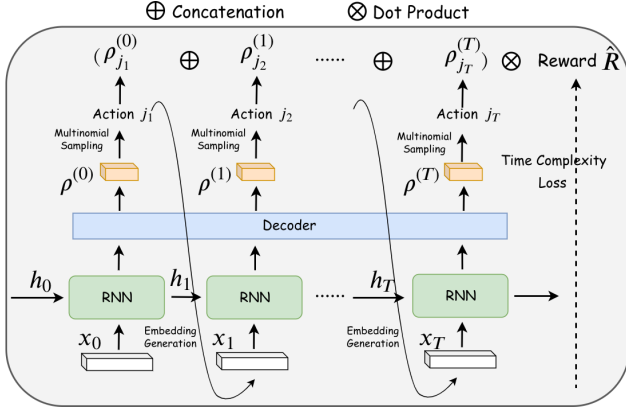 ⊕ Concatenation ⊗ Dot Product
( ρ_{j_1}^{(0)} ⊕ ρ_{j_2}^{(1)} ...... ⊕ ρ_{j_T}^{(T)} ) ⊗ Reward R̂
Action j_1 Action j_2 Action j_T
Multinomial Sampling Multinomial Sampling Multinomial Sampling
ρ^{(0)} ρ^{(1)} ρ^{(T)}
Time Complexity
Loss
Decoder
h_0 RNN h_1 RNN ...... h_T RNN
x_0 Embedding Generation x_1 Embedding Generation x_T